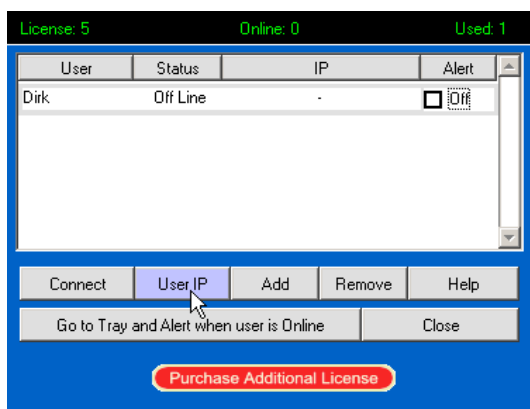 License: 5 Online: 0 Used: 1
User Status IP Alert
Dirk Off Line - Off
Connect User IP Add Remove Help
Go to Tray and Alert when user is Online Close
Purchase Additional License